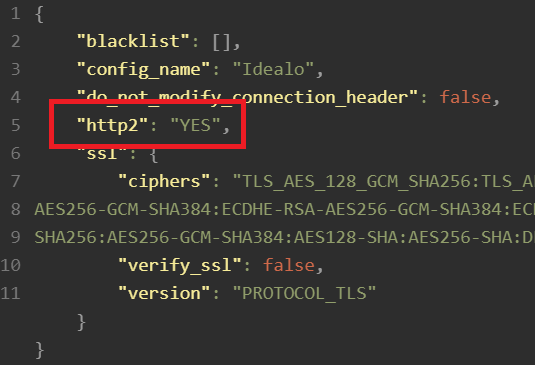 1 {
2 "blacklist": [],
3 "config_name": "Idealo",
4 "do_not_modify_connection_header": false,
5 "http2": "YES",
6 "ssl": {
7 "ciphers": "TLS_AES_128_GCM_SHA256:TLS_A
8 AES256-GCM-SHA384:ECDHE-RSA-AES256-GCM-SHA384:EC
9 SHA256:AES256-GCM-SHA384:AES128-SHA:AES256-SHA:D
10 "verify_ssl": false,
11 "version": "PROTOCOL_TLS"
}
}